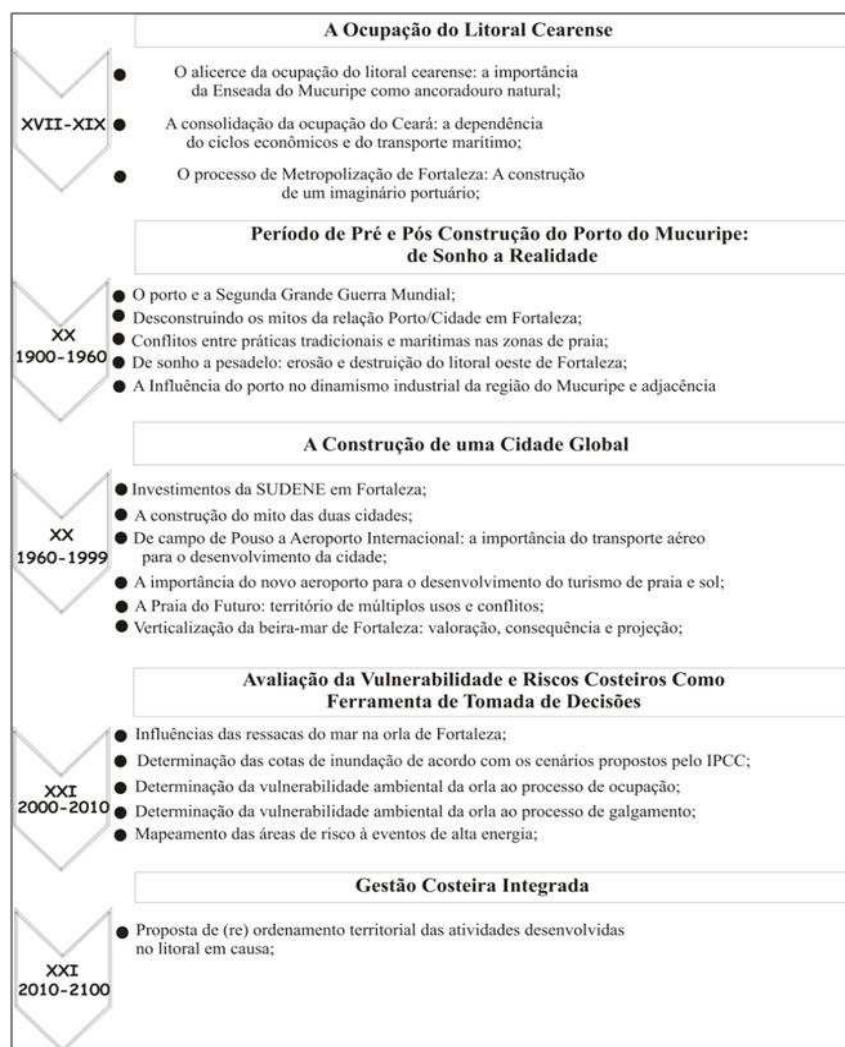 A Ocupação do Litoral Cearense
XVII-XIX
O alicerce da ocupação do litoral cearense: a importância
da Enseada do Mucuripe como ancoradouro natural;
A consolidação da ocupação do Ceará: a dependência
do ciclos econômicos e do transporte marítimo;
O processo de Metropolização de Fortaleza: A construção
de um imaginário portuário;
Período de Pré e Pós Construção do Porto do Mucuripe:
de Sonho a Realidade
XX
1900-1960
O porto e a Segunda Grande Guerra Mundial;
Desconstruindo os mitos da relação Porto/Cidade em Fortaleza;
Conflitos entre práticas tradicionais e marítimas nas zonas de praia;
De sonho a pesadelo: erosão e destruição do litoral oeste de Fortaleza;
A Influência do porto no dinamismo industrial da região do Mucuripe e adjacência
A Construção de uma Cidade Global
XX
1960-1999
Investimentos da SUDENE em Fortaleza;
A construção do mito das duas cidades;
De campo de Pouso a Aeroporto Internacional: a importância do transporte aéreo
para o desenvolvimento da cidade;
A importância do novo aeroporto para o desenvolvimento do turismo de praia e sol;
A Praia do Futuro: território de múltiplos usos e conflitos;
Verticalização da beira-mar de Fortaleza: valoração, consequência e projeção;
Avaliação da Vulnerabilidade e Riscos Costeiros Como
Ferramenta de Tomada de Decisões
XXI
2000-2010
Influências das ressacas do mar na orla de Fortaleza;
Determinação das cotas de inundação de acordo com os cenários propostos pelo IPCC;
Determinação da vulnerabilidade ambiental da orla ao processo de ocupação;
Determinação da vulnerabilidade ambiental da orla ao processo de galgamento;
Mapeamento das áreas de risco à eventos de alta energia;
Gestão Costeira Integrada
XXI
2010-2100
Proposta de (re) ordenamento territorial das atividades desenvolvidas
no litoral em causa;